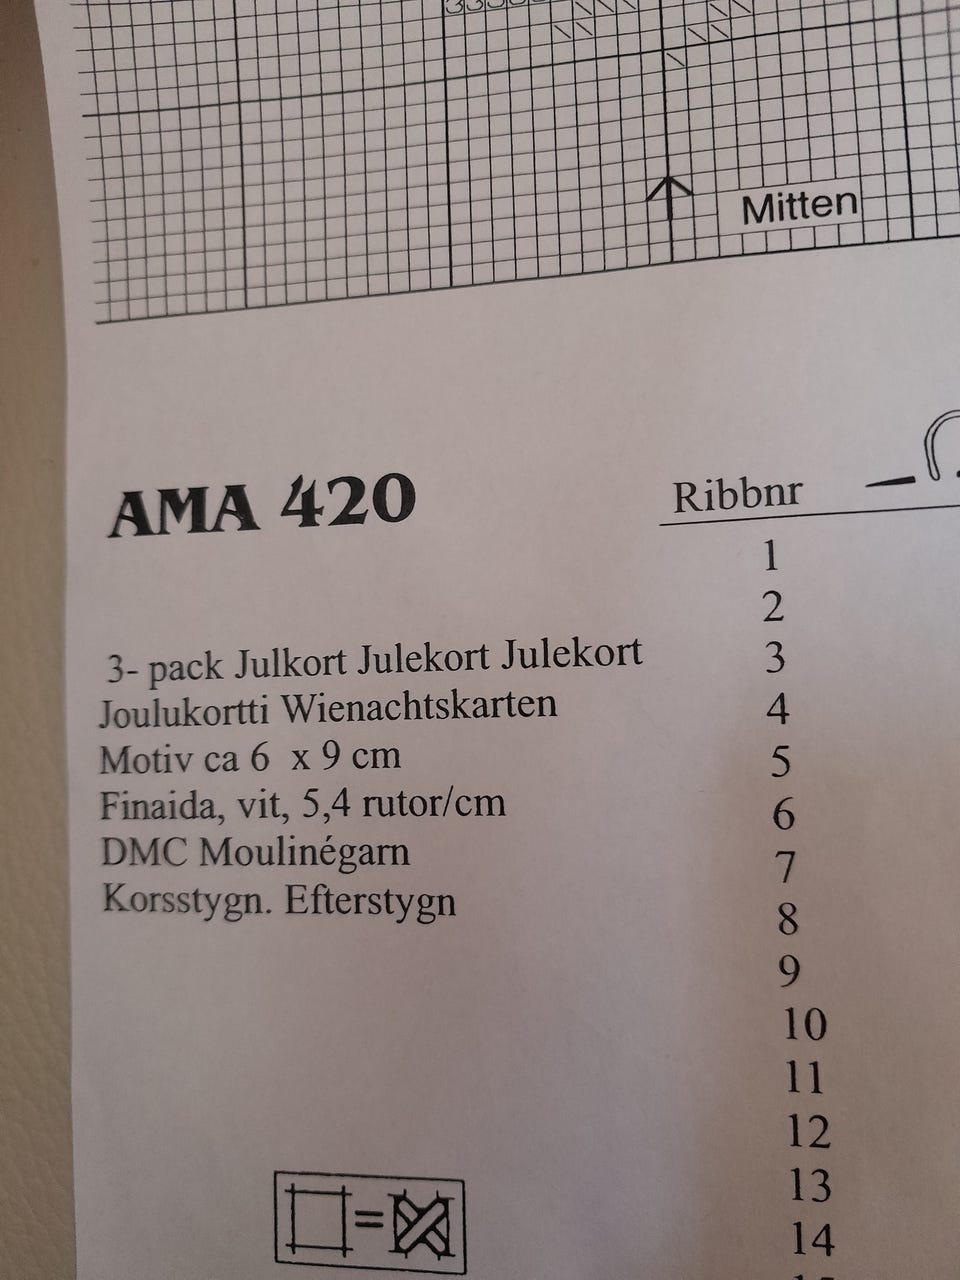 Mitten
AMA 420
3- pack Julkort Julekort Julekort
Joulukortti Wienachtskarten
Motiv ca 6 x 9 cm
Finaida, vit, 5,4 rutor/cm
DMC Moulinégarn
Korsstygn. Efterstygn
Ribbnr
1
2
3
4
5
6
7
8
9
10
11
12
13
14